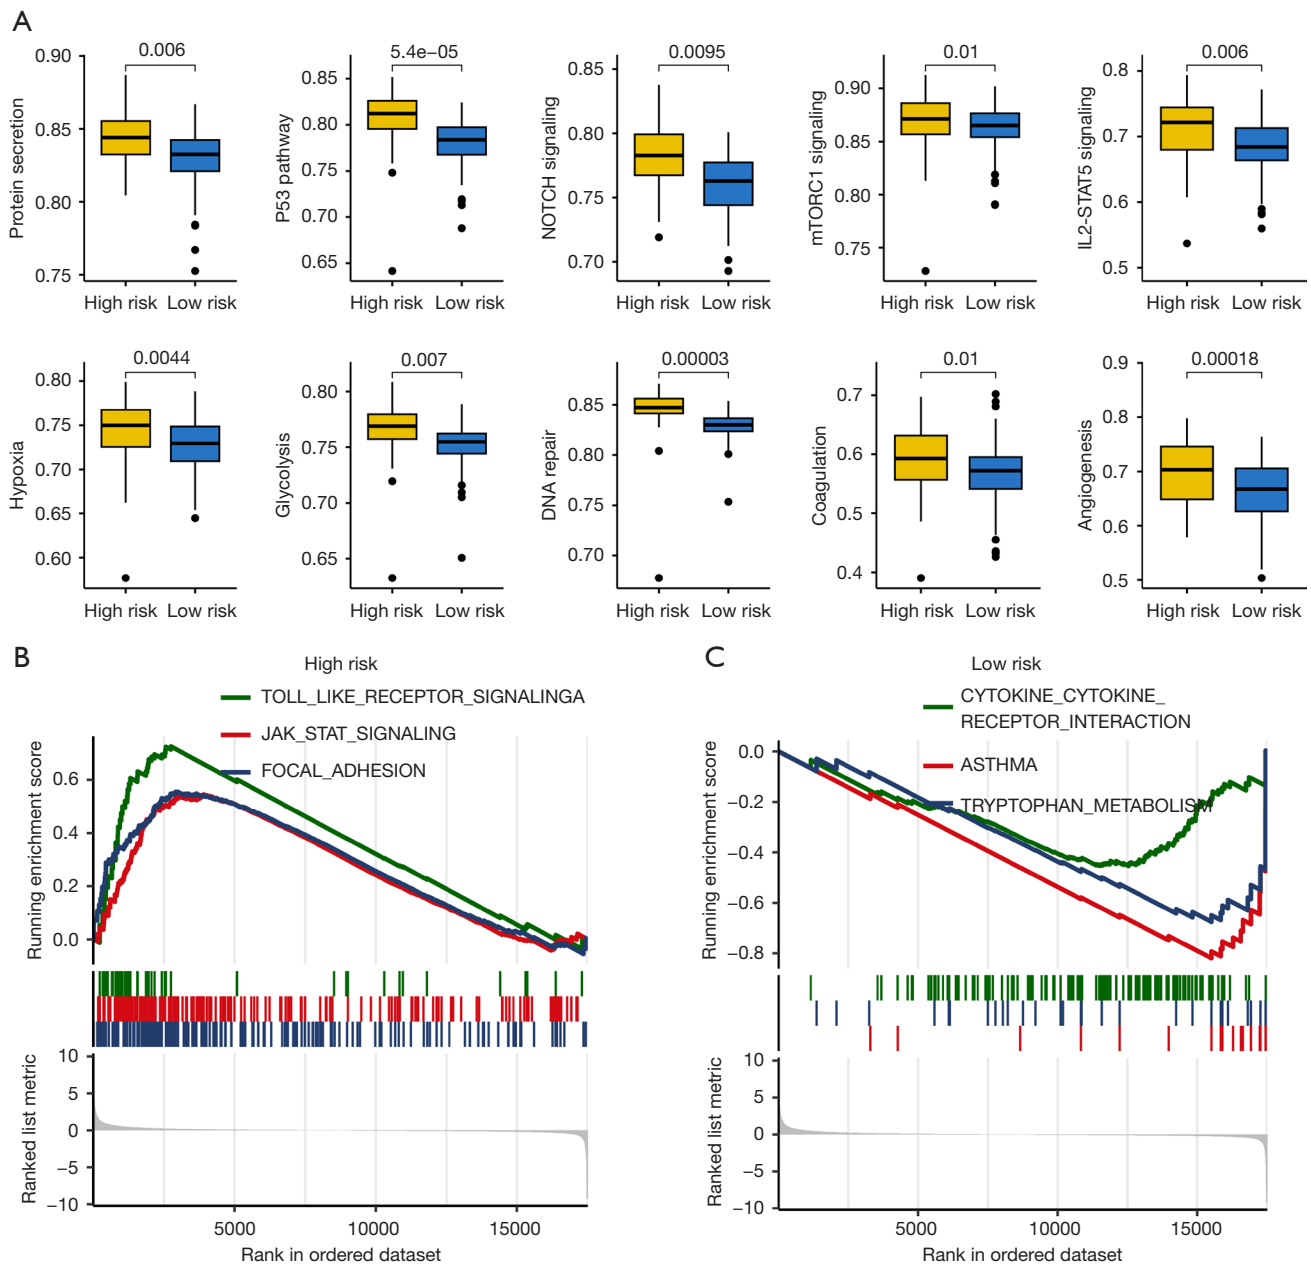 A
0.006
0.90
0.85
0.80
0.75
Protein secretion
High risk Low risk
5.4e−05
0.85
0.80
0.75
0.70
0.65
P53 pathway
High risk Low risk
0.0095
0.85
0.80
0.75
0.70
NOTCH signaling
High risk Low risk
0.01
0.90
0.85
0.80
0.75
mTORC1 signaling
High risk Low risk
0.006
0.8
0.7
0.6
0.5
IL2-STAT5 signaling
High risk Low risk
0.0044
0.80
0.75
0.70
0.65
0.60
Hypoxia
High risk Low risk
0.007
0.80
0.75
0.70
0.65
Glycolysis
High risk Low risk
0.00003
0.85
0.80
0.75
0.70
DNA repair
High risk Low risk
0.01
0.7
0.6
0.5
0.4
Coagulation
High risk Low risk
0.00018
0.9
0.8
0.7
0.6
0.5
Angiogenesis
High risk Low risk
B
High risk
TOLL_LIKE_RECEPTOR_SIGNALINGA
JAK_STAT_SIGNALING
FOCAL_ADHESION
Running enrichment score
0.6
0.4
0.2
0.0
Ranked list metric
10
5
0
−5
−10
5000 10000 15000
Rank in ordered dataset
C
Low risk
CYTOKINE_CYTOKINE_
RECEPTOR_INTERACTION
ASTHMA
TRYPTOPHAN_METABOLISM
Running enrichment score
0.0
−0.2
−0.4
−0.6
−0.8
Ranked list metric
10
5
0
−5
−10
5000 10000 15000
Rank in ordered dataset